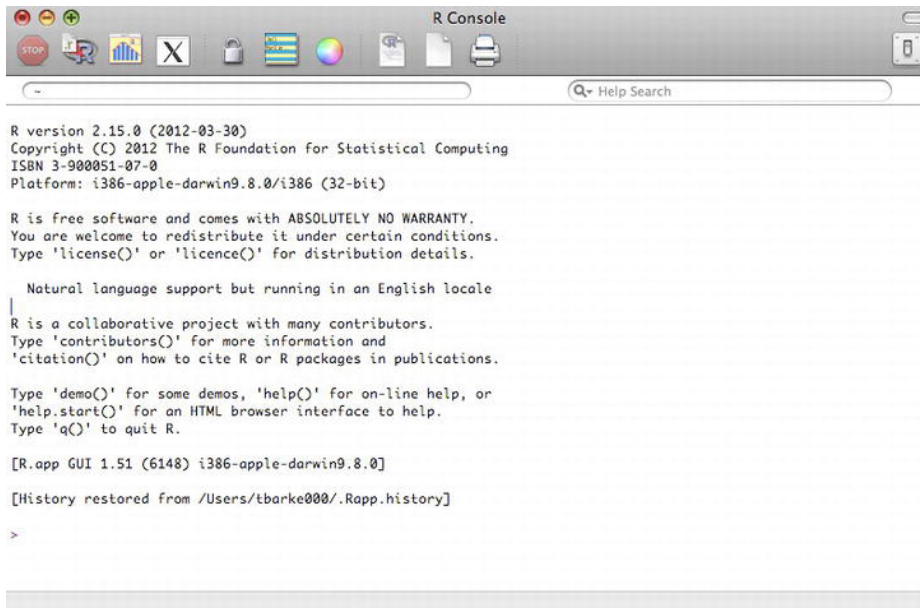 R Console
STOP
X
~
Help Search
R version 2.15.0 (2012-03-30)
Copyright (C) 2012 The R Foundation for Statistical Computing
ISBN 3-900051-07-0
Platform: i386-apple-darwin9.8.0/i386 (32-bit)
R is free software and comes with ABSOLUTELY NO WARRANTY.
You are welcome to redistribute it under certain conditions.
Type 'license()' or 'licence()' for distribution details.
Natural language support but running in an English locale
R is a collaborative project with many contributors.
Type 'contributors()' for more information and
'citation()' on how to cite R or R packages in publications.
Type 'demo()' for some demos, 'help()' for on-line help, or
'help.start()' for an HTML browser interface to help.
Type 'q()' to quit R.
[R.app GUI 1.51 (6148) i386-apple-darwin9.8.0]
[History restored from /Users/tbarke000/.Rapp.history]
>